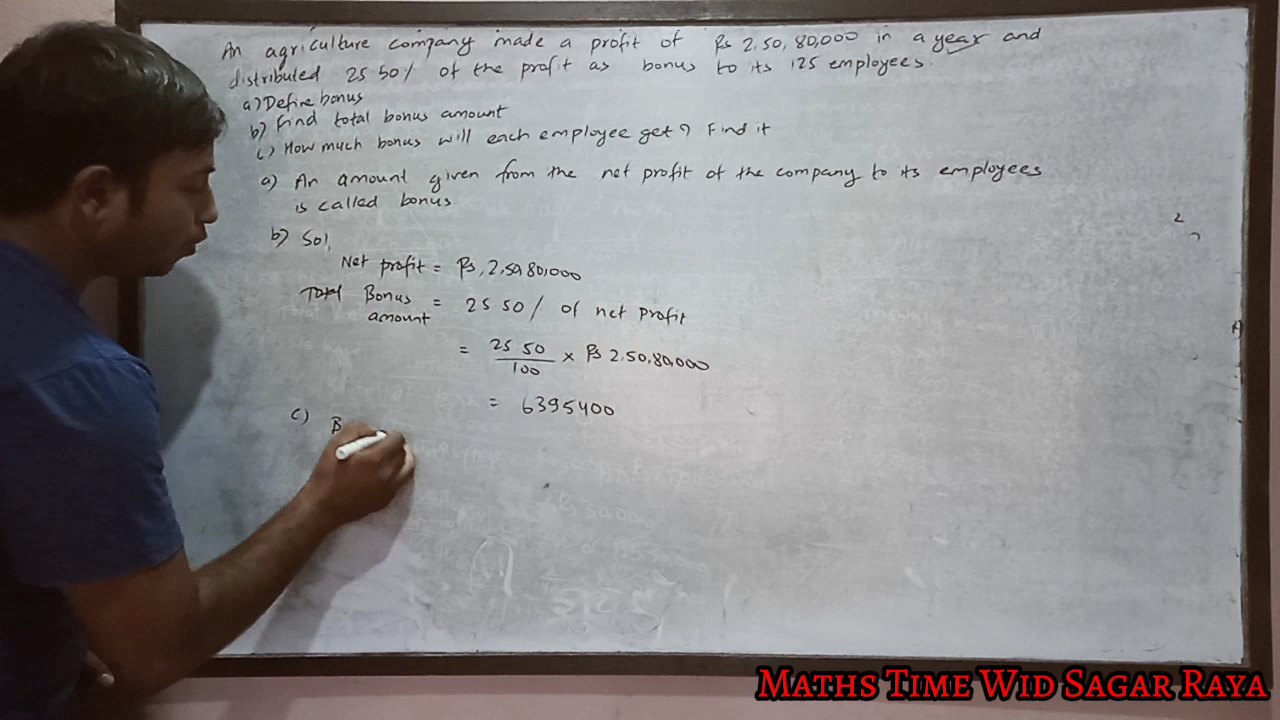 An agriculture company made a profit of Rs 2,50,80,000 in a year and
distributed 25 50% of the profit as bonus to its 125 employees.
a) Define bonus
b) Find total bonus amount
c) How much bonus will each employee get? Find it
a) An amount given from the net profit of the company to its employees
is called bonus
b) Sol,
Net profit = Rs, 2,50,80,000
Total Bonus amount = 25 50% of net profit
= 25 50/100 × Rs 2,50,80,000
= 6395400
c) B
MATHS TIME WID SAGAR RAYA